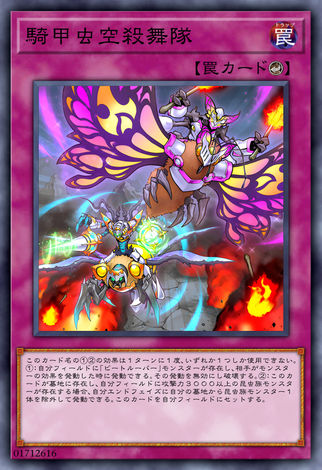 騎甲虫空殺舞隊
トラップ
罠
【罠カード】
このカード名の①②の効果は１ターンに１度、いずれか１つしか使用できない。
①：自分フィールドに「ビートルーパー」モンスターが存在し、相手がモンスタ
ーの効果を発動した時に発動できる。その発動を無効にし破壊する。②：このカ
ードが墓地に存在し、自分フィールドに攻撃力３０００以上の昆虫族モンスター
が存在する場合、自分エンドフェイズに自分の墓地から昆虫族モンスター１
体を除外して発動できる。このカードを自分フィールドにセットする。
01712616